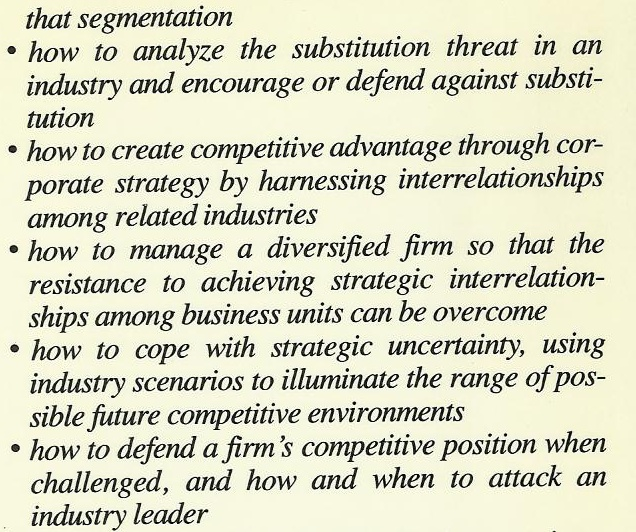 that segmentation
• how to analyze the substitution threat in an
industry and encourage or defend against substi-
tution
• how to create competitive advantage through cor-
porate strategy by harnessing interrelationships
among related industries
• how to manage a diversified firm so that the
resistance to achieving strategic interrelation-
ships among business units can be overcome
• how to cope with strategic uncertainty, using
industry scenarios to illuminate the range of pos-
sible future competitive environments
• how to defend a firm's competitive position when
challenged, and how and when to attack an
industry leader